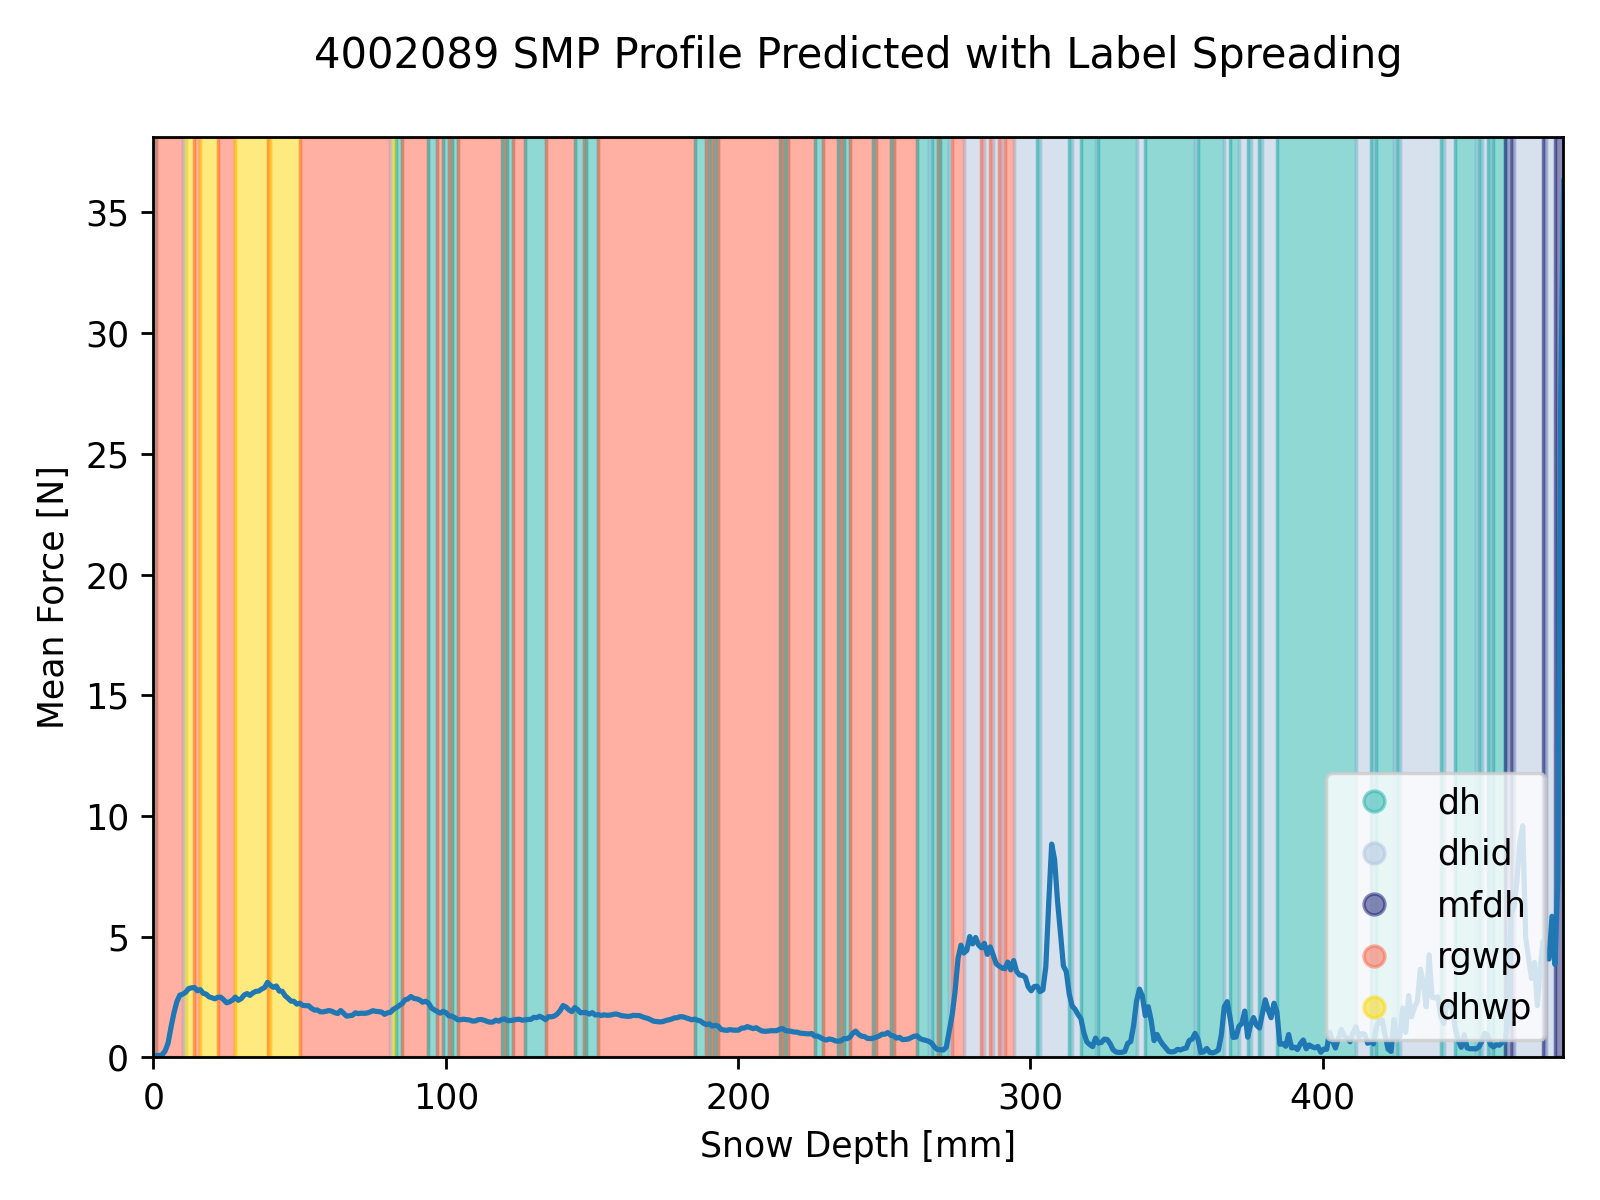 4002089 SMP Profile Predicted with Label Spreading
35
30
25
20
15
10
5
0
Mean Force [N]
0 100 200 300 400
Snow Depth [mm]
dh
dhid
mfdh
rgwp
dhwp